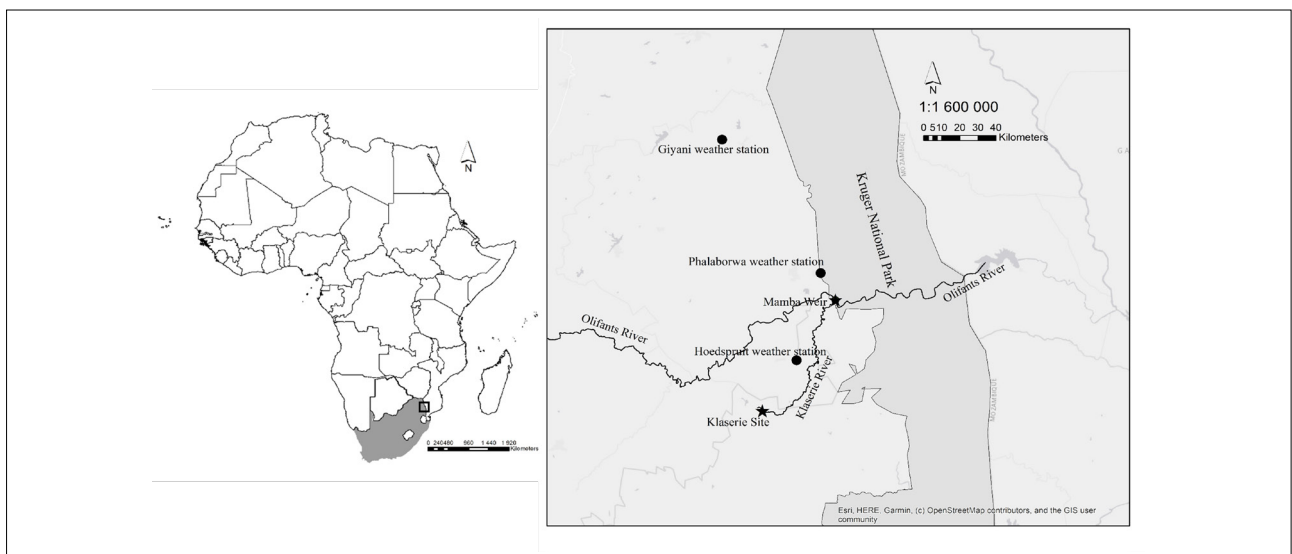 N
0 240480 960 1 440 1 920
Kilometers
N
1:1 600 000
0 510 20 30 40
Kilometers
Giyani weather station
MOZAMBIQUE
Kruger National Park
Phalaborwa weather station
Mamba Weir
Olifants River
Olifants River
Hoedspruit weather station
Klaserie River
Klaserie Site
MOZAMBIQUE
Esri, HERE, Garmin, (c) OpenStreetMap contributors, and the GIS user
community